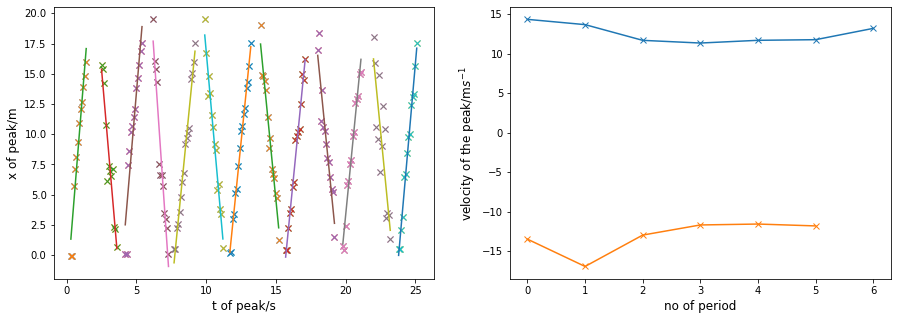 20.0
17.5
15.0
12.5
10.0
7.5
5.0
2.5
0.0
x of peak/m
0 5 10 15 20 25
t of peak/s
15
10
5
0
−5
−10
−15
velocity of the peak/ms⁻¹
0 1 2 3 4 5 6
no of period